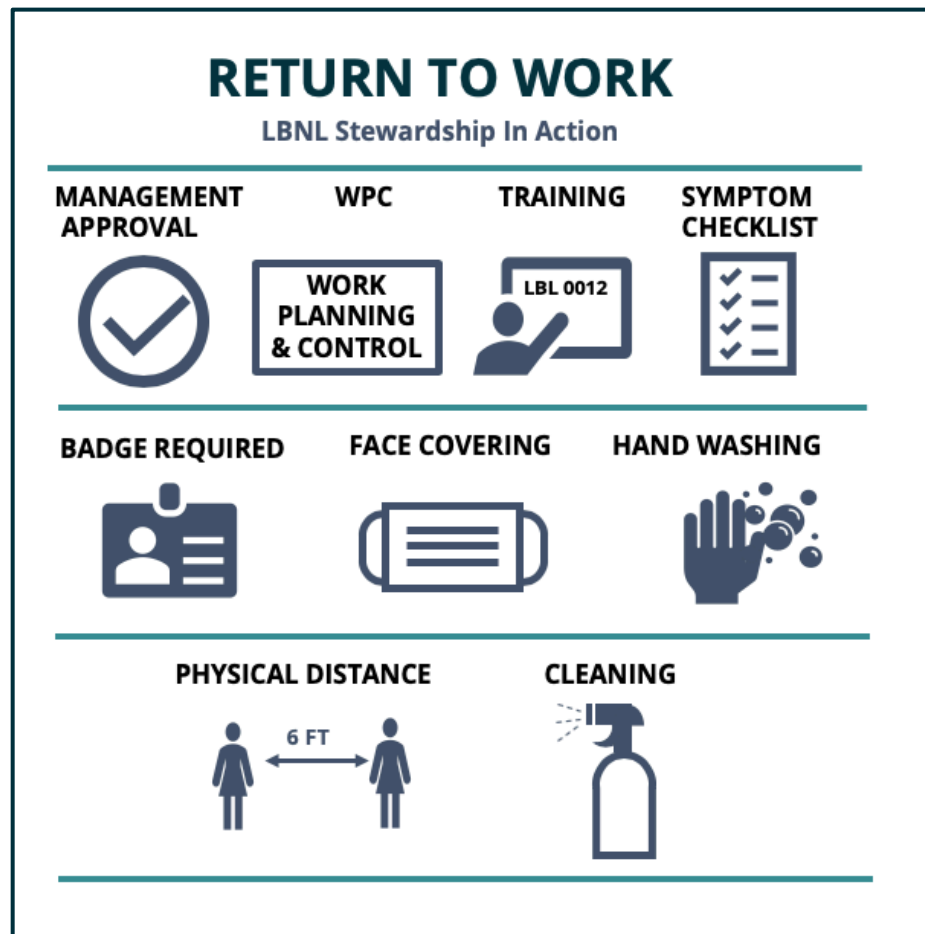 RETURN TO WORK
LBNL Stewardship In Action
MANAGEMENT
APPROVAL
WPC
TRAINING
SYMPTOM
CHECKLIST
WORK
PLANNING
& CONTROL
LBL 0012
BADGE REQUIRED
FACE COVERING
HAND WASHING
PHYSICAL DISTANCE
CLEANING
6 FT